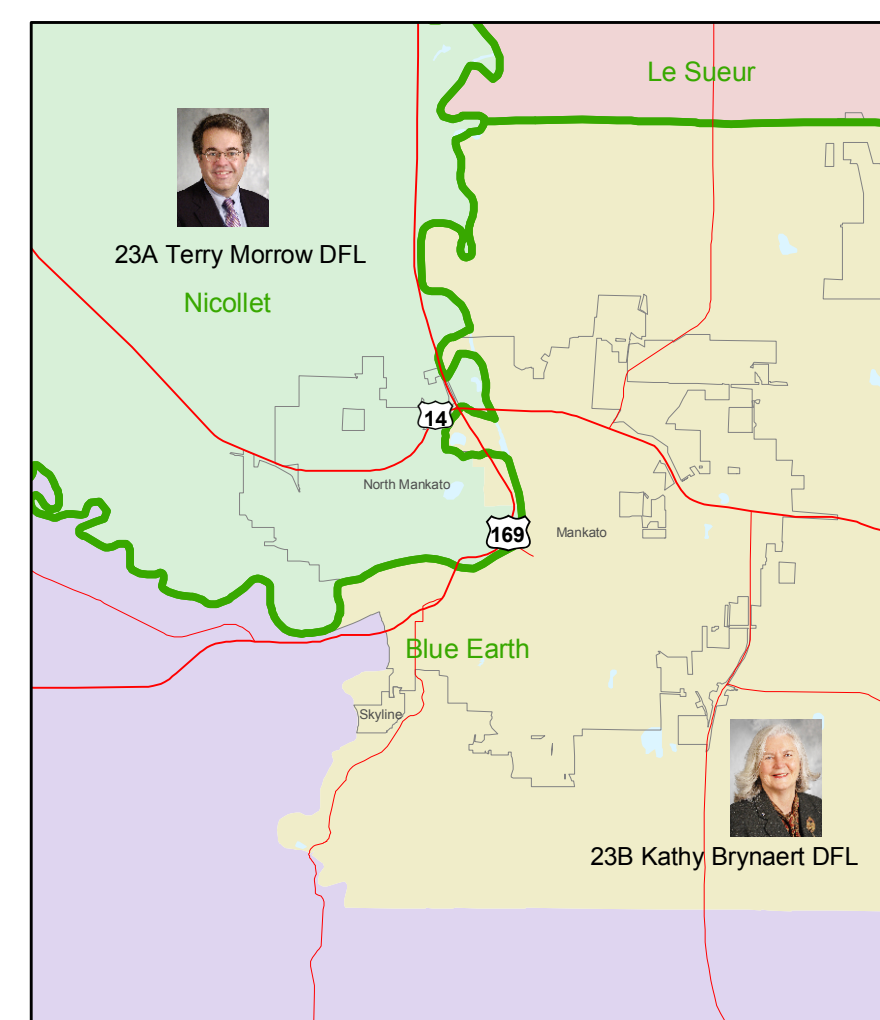 Le Sueur
23A Terry Morrow DFL
Nicollet
14
North Mankato
169
Mankato
Blue Earth
Skyline
23B Kathy Brynaert DFL